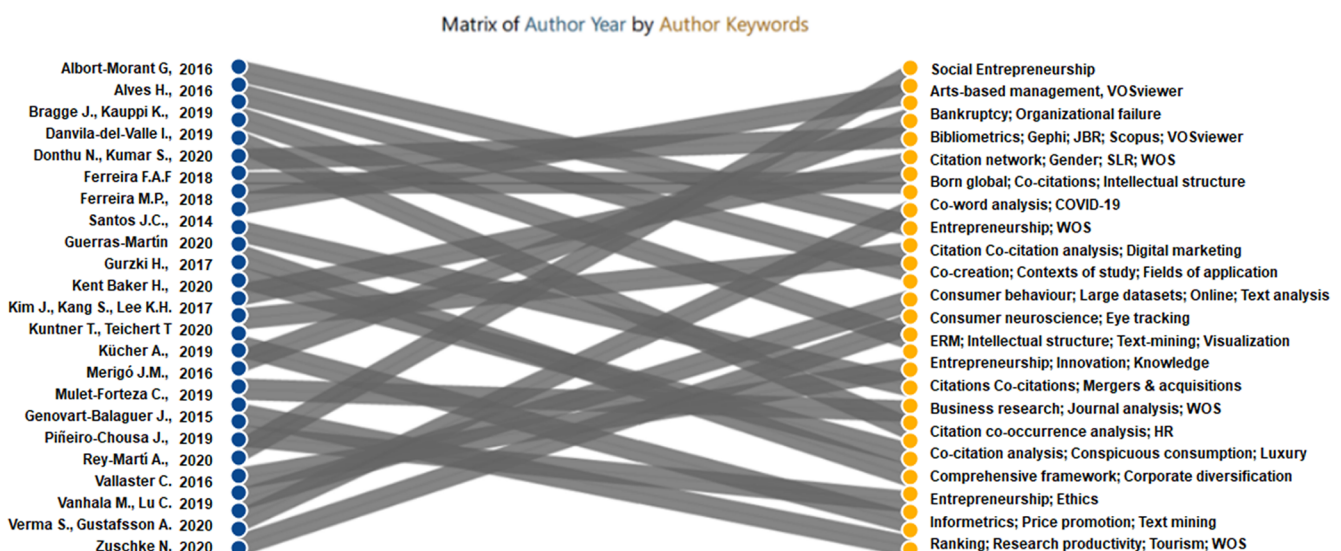 Matrix of Author Year by Author Keywords
Albort-Morant G, 2016
Alves H., 2016
Bragge J., Kauppi K., 2019
Danvila-del-Valle I., 2019
Donthu N., Kumar S., 2020
Ferreira F.A.F 2018
Ferreira M.P., 2018
Santos J.C., 2014
Guerras-Martín 2020
Gurzki H., 2017
Kent Baker H., 2020
Kim J., Kang S., Lee K.H. 2017
Kuntner T., Teichert T 2020
Kücher A., 2019
Merigó J.M., 2016
Mulet-Forteza C., 2019
Genovart-Balaguer J., 2015
Piñeiro-Chousa J., 2019
Rey-Martí A., 2020
Vallaster C. 2016
Vanhala M., Lu C. 2019
Verma S., Gustafsson A. 2020
Zuschke N. 2020
Social Entrepreneurship
Arts-based management, VOSviewer
Bankruptcy; Organizational failure
Bibliometrics; Gephi; JBR; Scopus; VOSviewer
Citation network; Gender; SLR; WOS
Born global; Co-citations; Intellectual structure
Co-word analysis; COVID-19
Entrepreneurship; WOS
Citation Co-citation analysis; Digital marketing
Co-creation; Contexts of study; Fields of application
Consumer behaviour; Large datasets; Online; Text analysis
Consumer neuroscience; Eye tracking
ERM; Intellectual structure; Text-mining; Visualization
Entrepreneurship; Innovation; Knowledge
Citations Co-citations; Mergers & acquisitions
Business research; Journal analysis; WOS
Citation co-occurrence analysis; HR
Co-citation analysis; Conspicuous consumption; Luxury
Comprehensive framework; Corporate diversification
Entrepreneurship; Ethics
Informetrics; Price promotion; Text mining
Ranking; Research productivity; Tourism; WOS